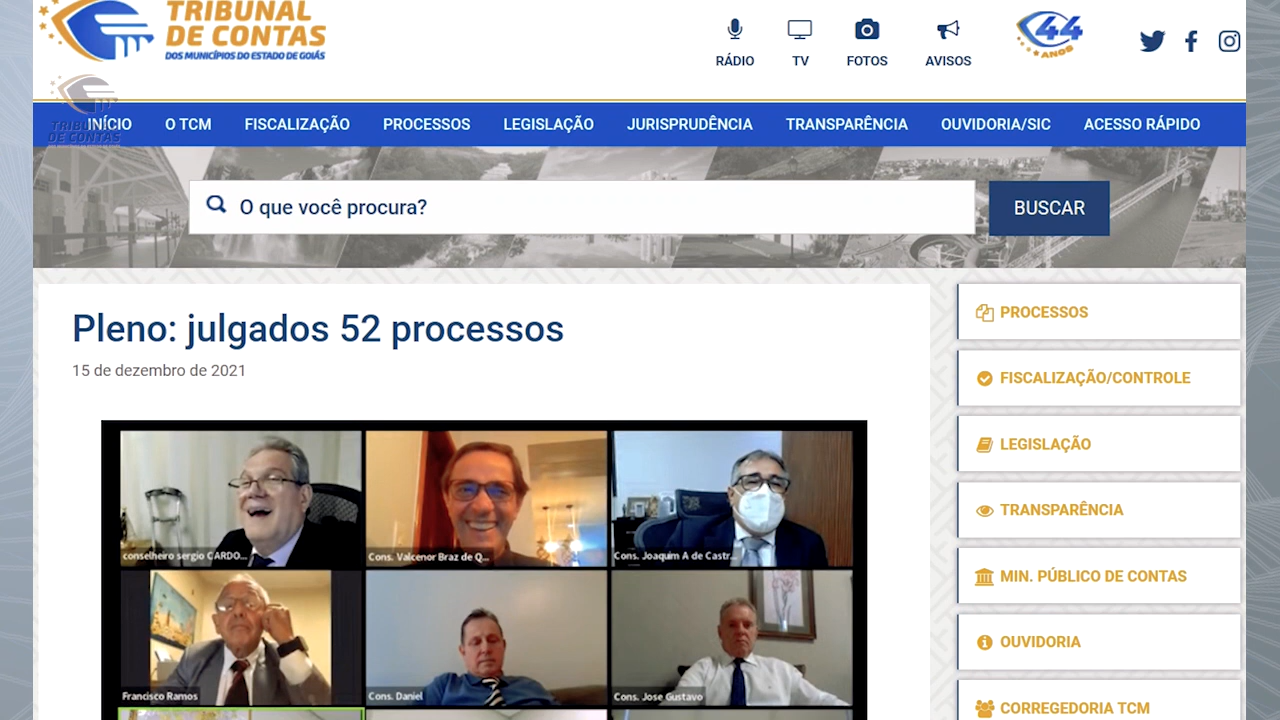 TRIBUNAL
DE CONTAS
DOS MUNICÍPIOS DO ESTADO DE GOIÁS
RÁDIO
TV
FOTOS
AVISOS
44
ANOS
TRIBUNAL
DE CONTAS
INÍCIO
O TCM
FISCALIZAÇÃO
PROCESSOS
LEGISLAÇÃO
JURISPRUDÊNCIA
TRANSPARÊNCIA
OUVIDORIA/SIC
ACESSO RÁPIDO
O que você procura?
BUSCAR
Pleno: julgados 52 processos
15 de dezembro de 2021
conselheiro sergio CARDO...
Cons. Valcenor Braz de Q...
Cons. Joaquim A de Castr...
Francisco Ramos
Cons. Daniel
Cons. Jose Gustavo
PROCESSOS
FISCALIZAÇÃO/CONTROLE
LEGISLAÇÃO
TRANSPARÊNCIA
MIN. PÚBLICO DE CONTAS
OUVIDORIA
CORREGEDORIA TCM